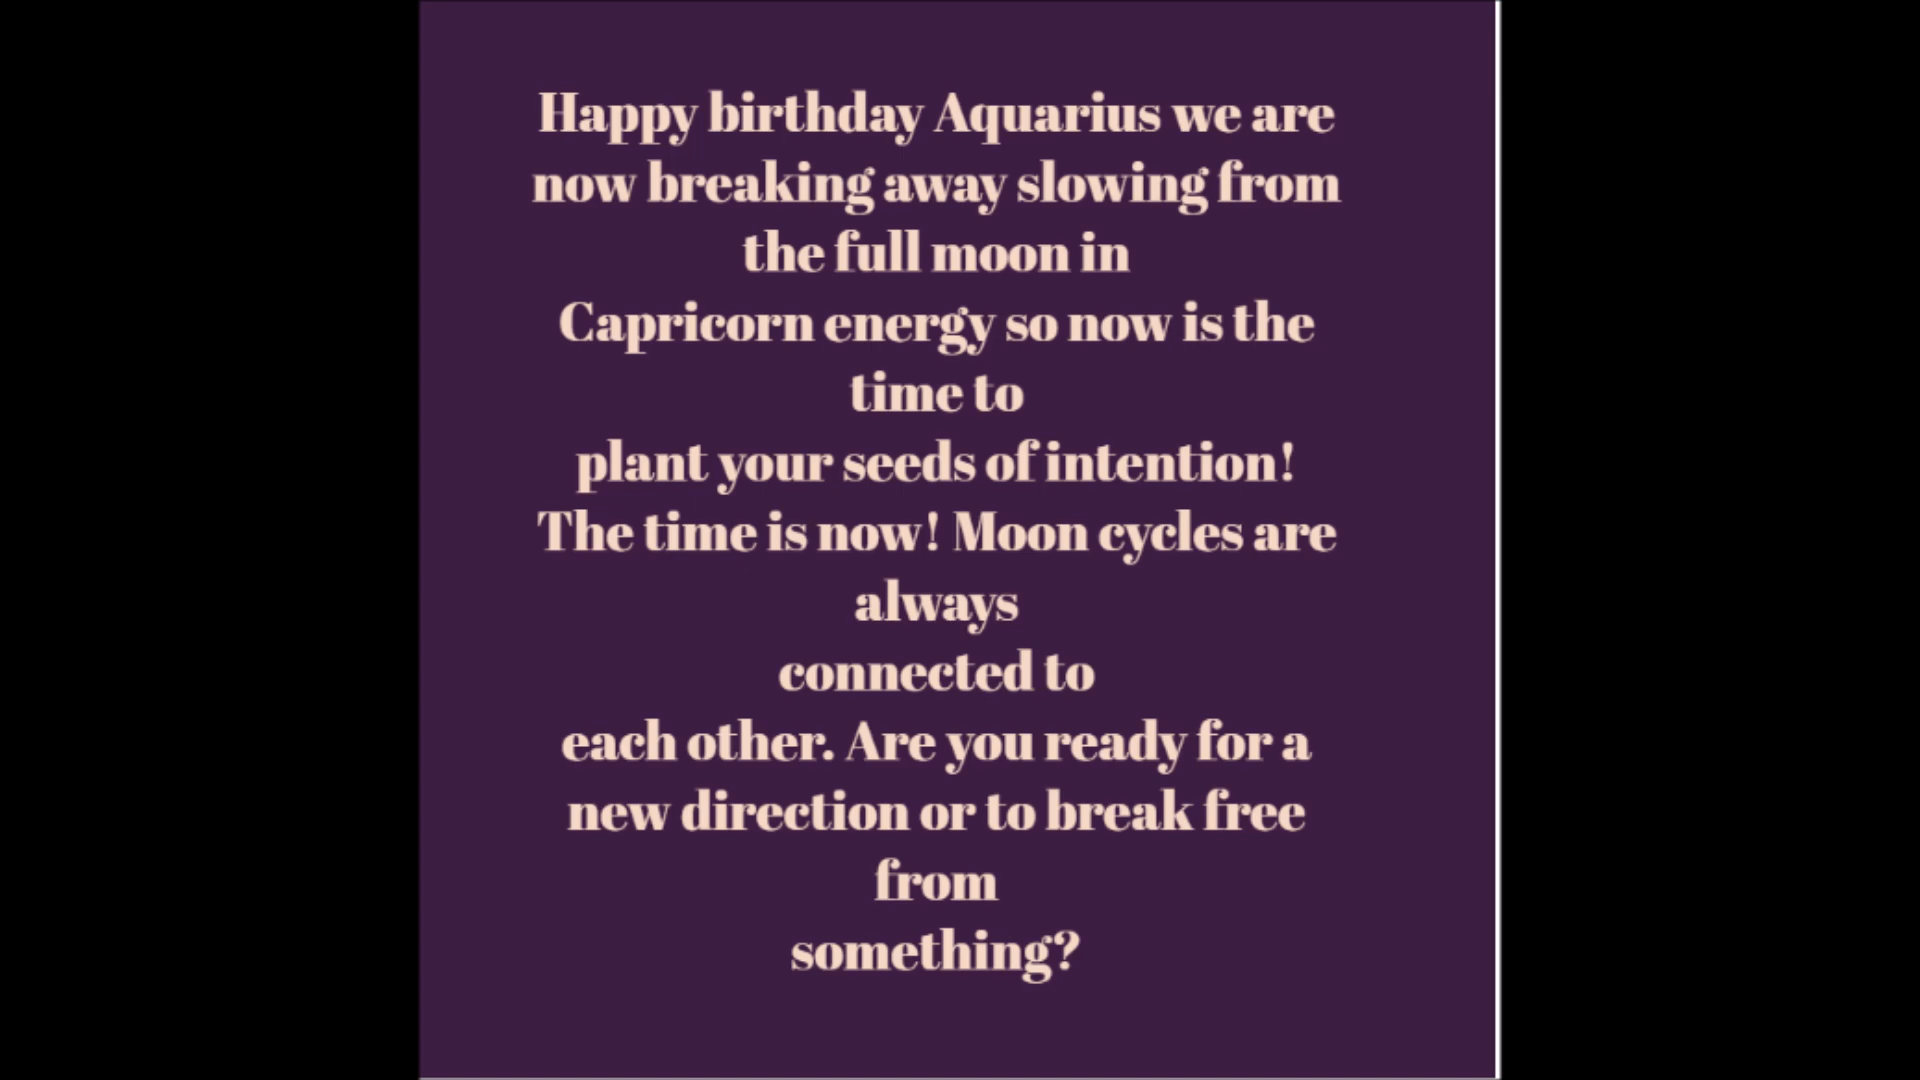 Happy birthday Aquarius we are
now breaking away slowing from
the full moon in
Capricorn energy so now is the
time to
plant your seeds of intention!
The time is now! Moon cycles are
always
connected to
each other. Are you ready for a
new direction or to break free
from
something?